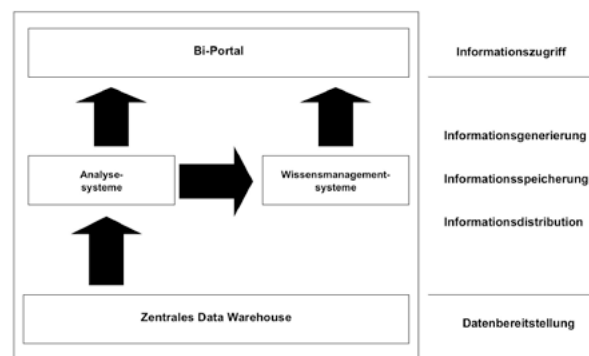 Bi-Portal
Informationszugriff
Informationsgenerierung
Analyse-
systeme
Wissensmanagement-
systeme
Informationsspeicherung
Informationsdistribution
Zentrales Data Warehouse
Datenbereitstellung